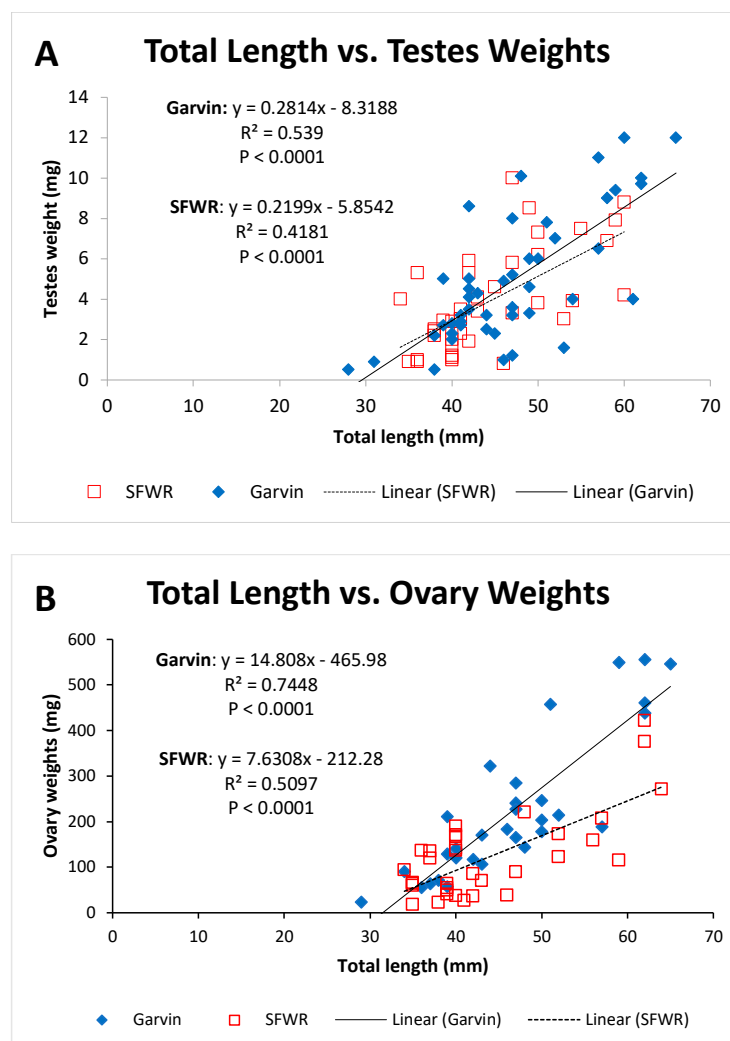 A
Total Length vs. Testes Weights
Garvin: y = 0.2814x - 8.3188
R² = 0.539
P < 0.0001
SFWR: y = 0.2199x - 5.8542
R² = 0.4181
P < 0.0001
Testes weight (mg)
14
12
10
8
6
4
2
0
0 10 20 30 40 50 60 70
Total length (mm)
SFWR Garvin Linear (SFWR) Linear (Garvin)
B
Total Length vs. Ovary Weights
Garvin: y = 14.808x - 465.98
R² = 0.7448
P < 0.0001
SFWR: y = 7.6308x - 212.28
R² = 0.5097
P < 0.0001
Ovary weights (mg)
600
500
400
300
200
100
0
0 10 20 30 40 50 60 70
Total length (mm)
Garvin SFWR Linear (Garvin) Linear (SFWR)